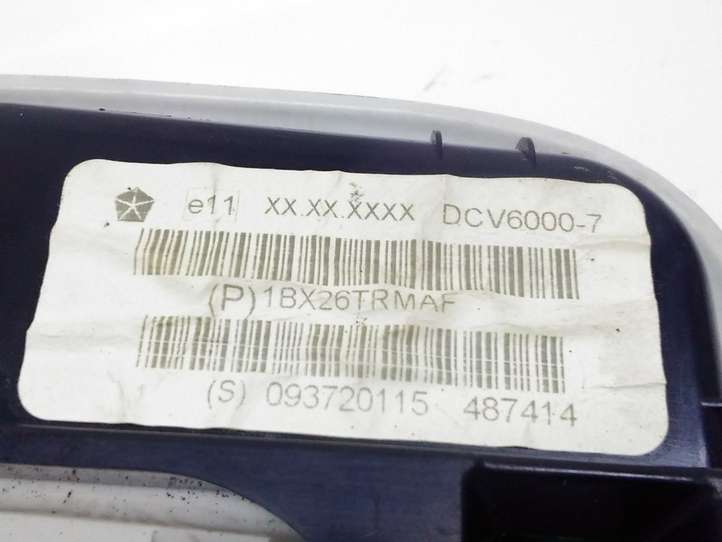 e11 XX.XX.XXXX DCV6000-7
(P)1BX26TRMAF
(S) 093720115 487414